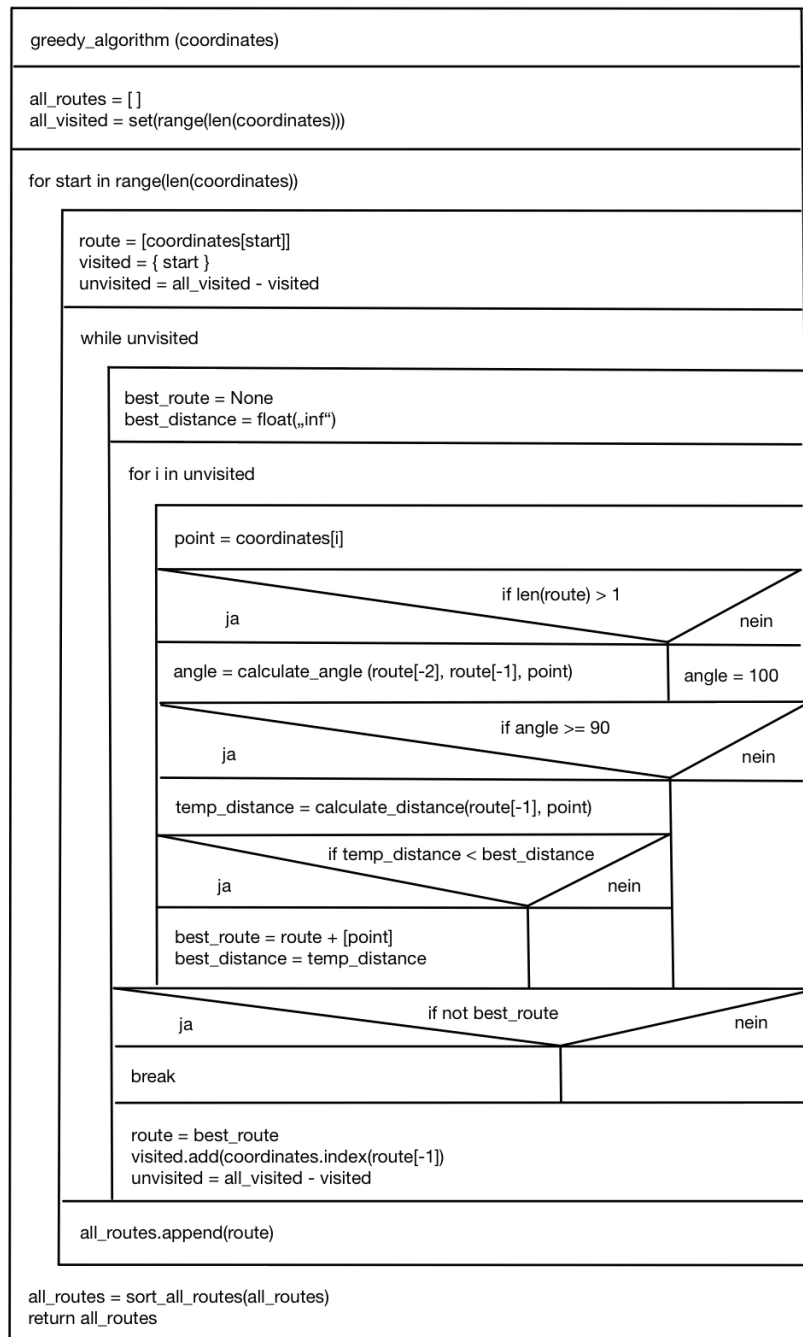 greedy_algorithm (coordinates)
all_routes = [ ]
all_visited = set(range(len(coordinates)))
for start in range(len(coordinates))
route = [coordinates[start]]
visited = { start }
unvisited = all_visited - visited
while unvisited
best_route = None
best_distance = float(„inf“)
for i in unvisited
point = coordinates[i]
if len(route) > 1
ja
nein
angle = calculate_angle (route[-2], route[-1], point)
angle = 100
if angle >= 90
ja
nein
temp_distance = calculate_distance(route[-1], point)
if temp_distance < best_distance
ja
nein
best_route = route + [point]
best_distance = temp_distance
if not best_route
ja
nein
break
route = best_route
visited.add(coordinates.index(route[-1])
unvisited = all_visited - visited
all_routes.append(route)
all_routes = sort_all_routes(all_routes)
return all_routes